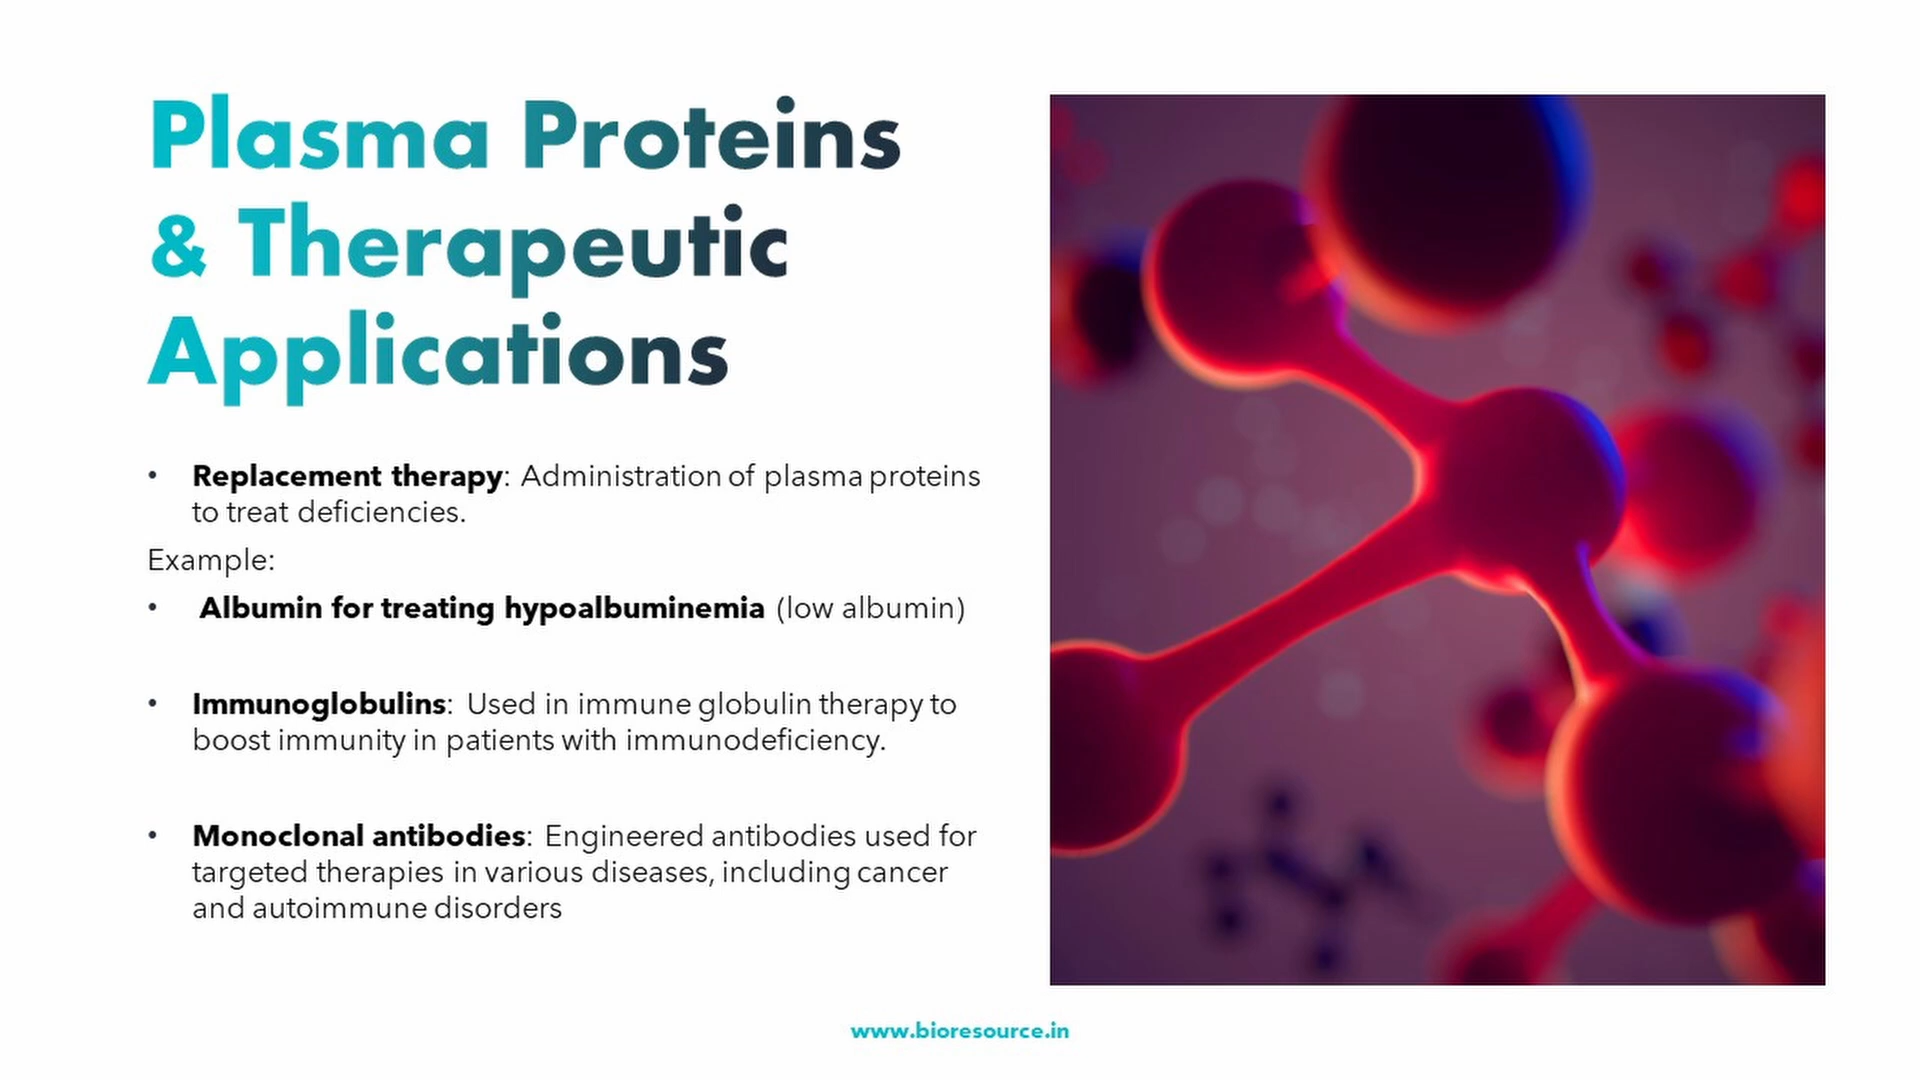 Plasma Proteins
& Therapeutic
Applications
• Replacement therapy: Administration of plasma proteins
to treat deficiencies.
Example:
• Albumin for treating hypoalbuminemia (low albumin)
• Immunoglobulins: Used in immune globulin therapy to
boost immunity in patients with immunodeficiency.
• Monoclonal antibodies: Engineered antibodies used for
targeted therapies in various diseases, including cancer
and autoimmune disorders
www.bioresource.in